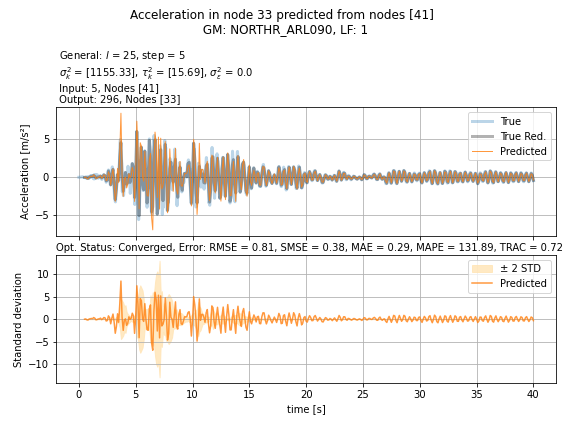 Acceleration in node 33 predicted from nodes [41]
GM: NORTHR_ARL090, LF: 1
General: l = 25, step = 5
σ²ₖ = [1155.33], τ²ₖ = [15.69], σ²_ε = 0.0
Input: 5, Nodes [41]
Output: 296, Nodes [33]
True
True Red.
Predicted
Acceleration [m/s²]
5
0
−5
Opt. Status: Converged, Error: RMSE = 0.81, SMSE = 0.38, MAE = 0.29, MAPE = 131.89, TRAC = 0.72
± 2 STD
Predicted
Standard deviation
10
5
0
−5
−10
0 5 10 15 20 25 30 35 40
time [s]